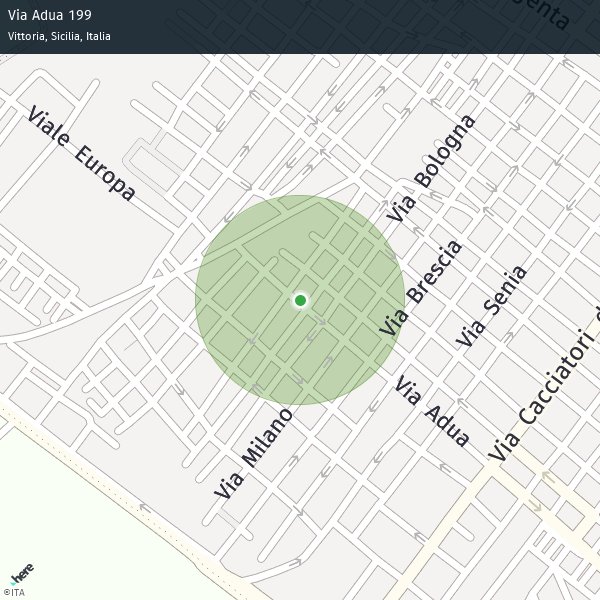 Via Adua 199
Vittoria, Sicilia, Italia
Viale Europa
Via Bologna
Via Brescia
Via Senia
Via Cacciatori d
Via Adua
Via Milano
here
©ITA